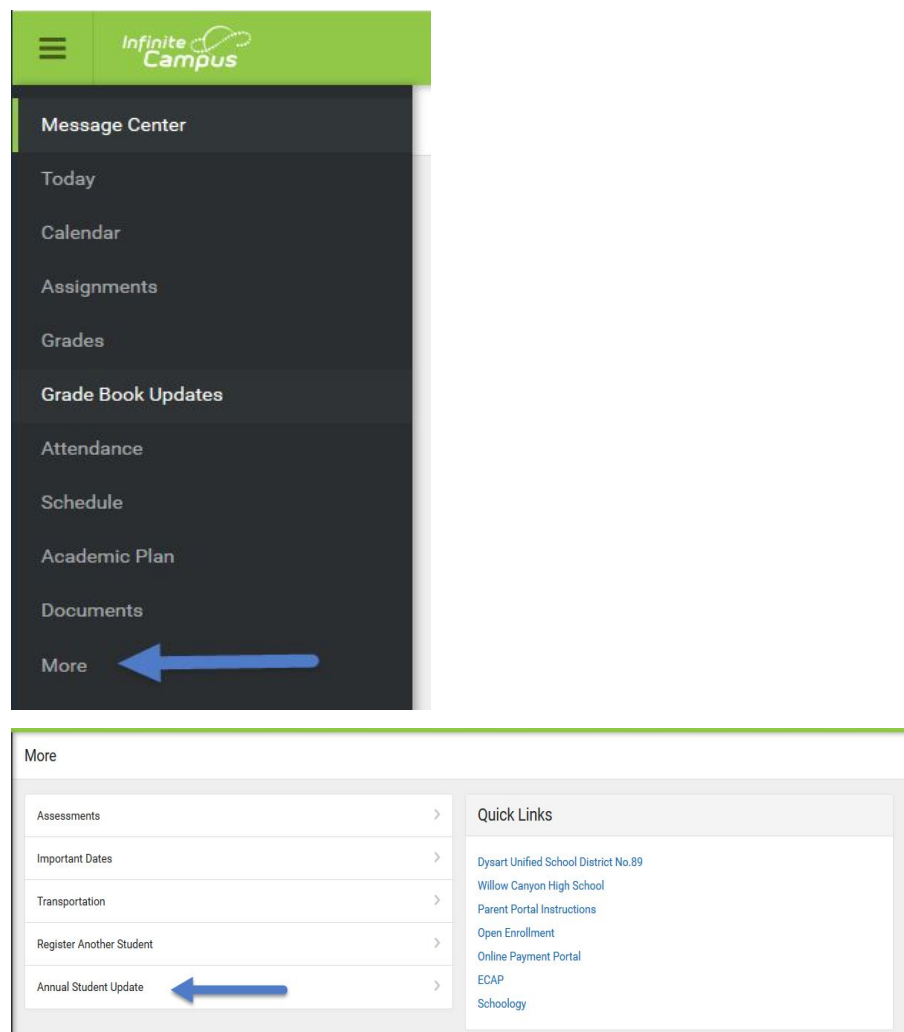 Infinite
Campus
Message Center
Today
Calendar
Assignments
Grades
Grade Book Updates
Attendance
Schedule
Academic Plan
Documents
More
More
Assessments
Important Dates
Transportation
Register Another Student
Annual Student Update
Quick Links
Dysart Unified School District No.89
Willow Canyon High School
Parent Portal Instructions
Open Enrollment
Online Payment Portal
ECAP
Schoology